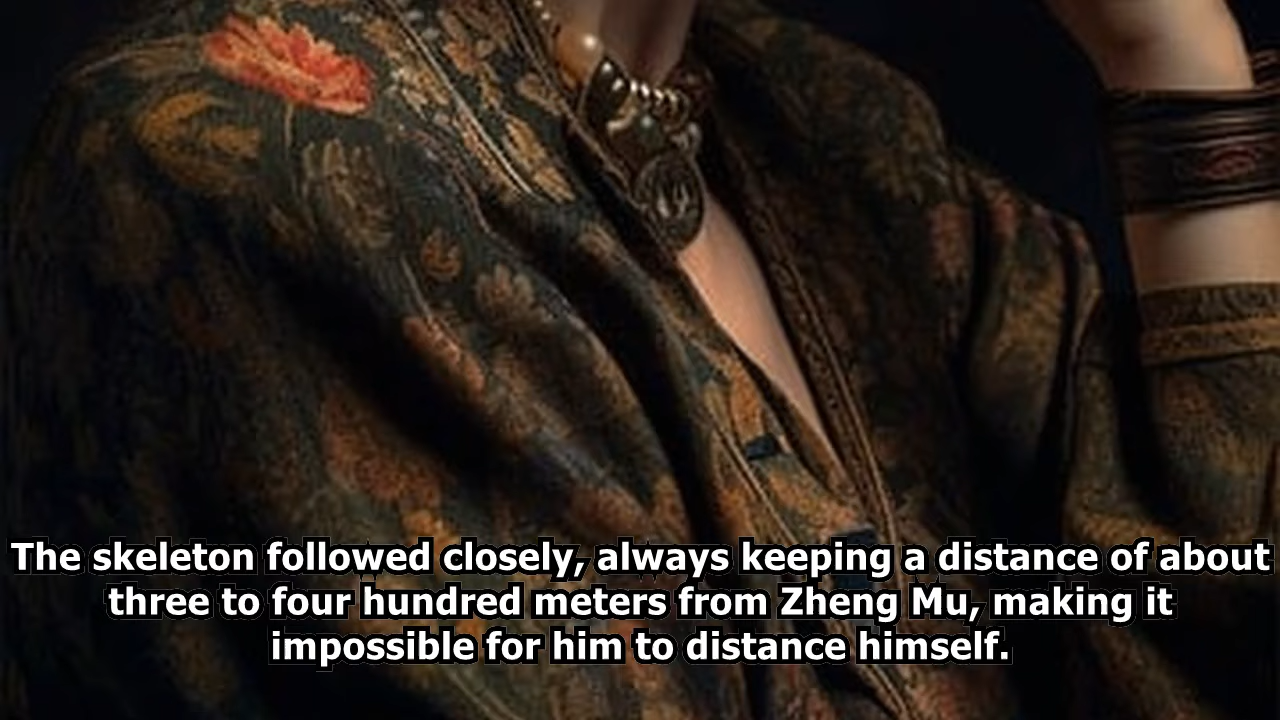 The skeleton followed closely, always keeping a distance of about
three to four hundred meters from Zheng Mu, making it
impossible for him to distance himself.